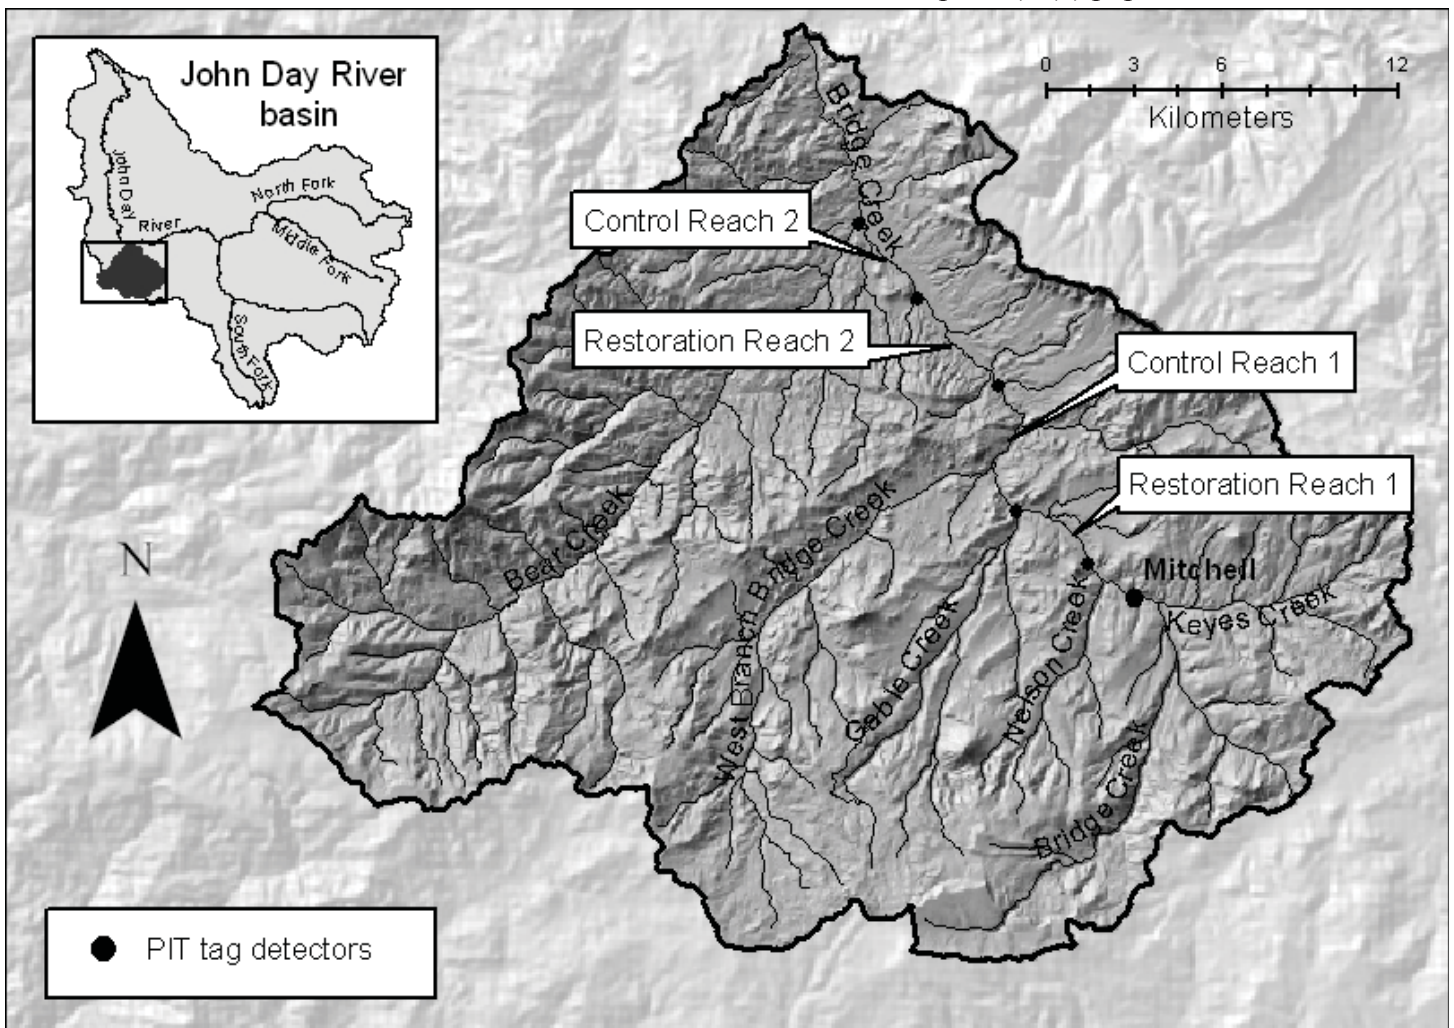 John Day River
basin
John Day
River
North Fork
Middle Fork
South Fork
0 3 6 12
Kilometers
Bridge Creek
Control Reach 2
Restoration Reach 2
Control Reach 1
Restoration Reach 1
Mitchell
Keyes Creek
Bear Creek
West Branch Bridge Creek
Gable Creek
Nelson Creek
Bridge Creak
N
PIT tag detectors